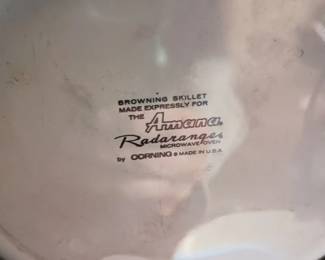 BROWNING SKILLET
MADE EXPRESSLY FOR
THE Amana
Radarange
MICROWAVE OVEN
by CORNING ® MADE IN U.S.A.